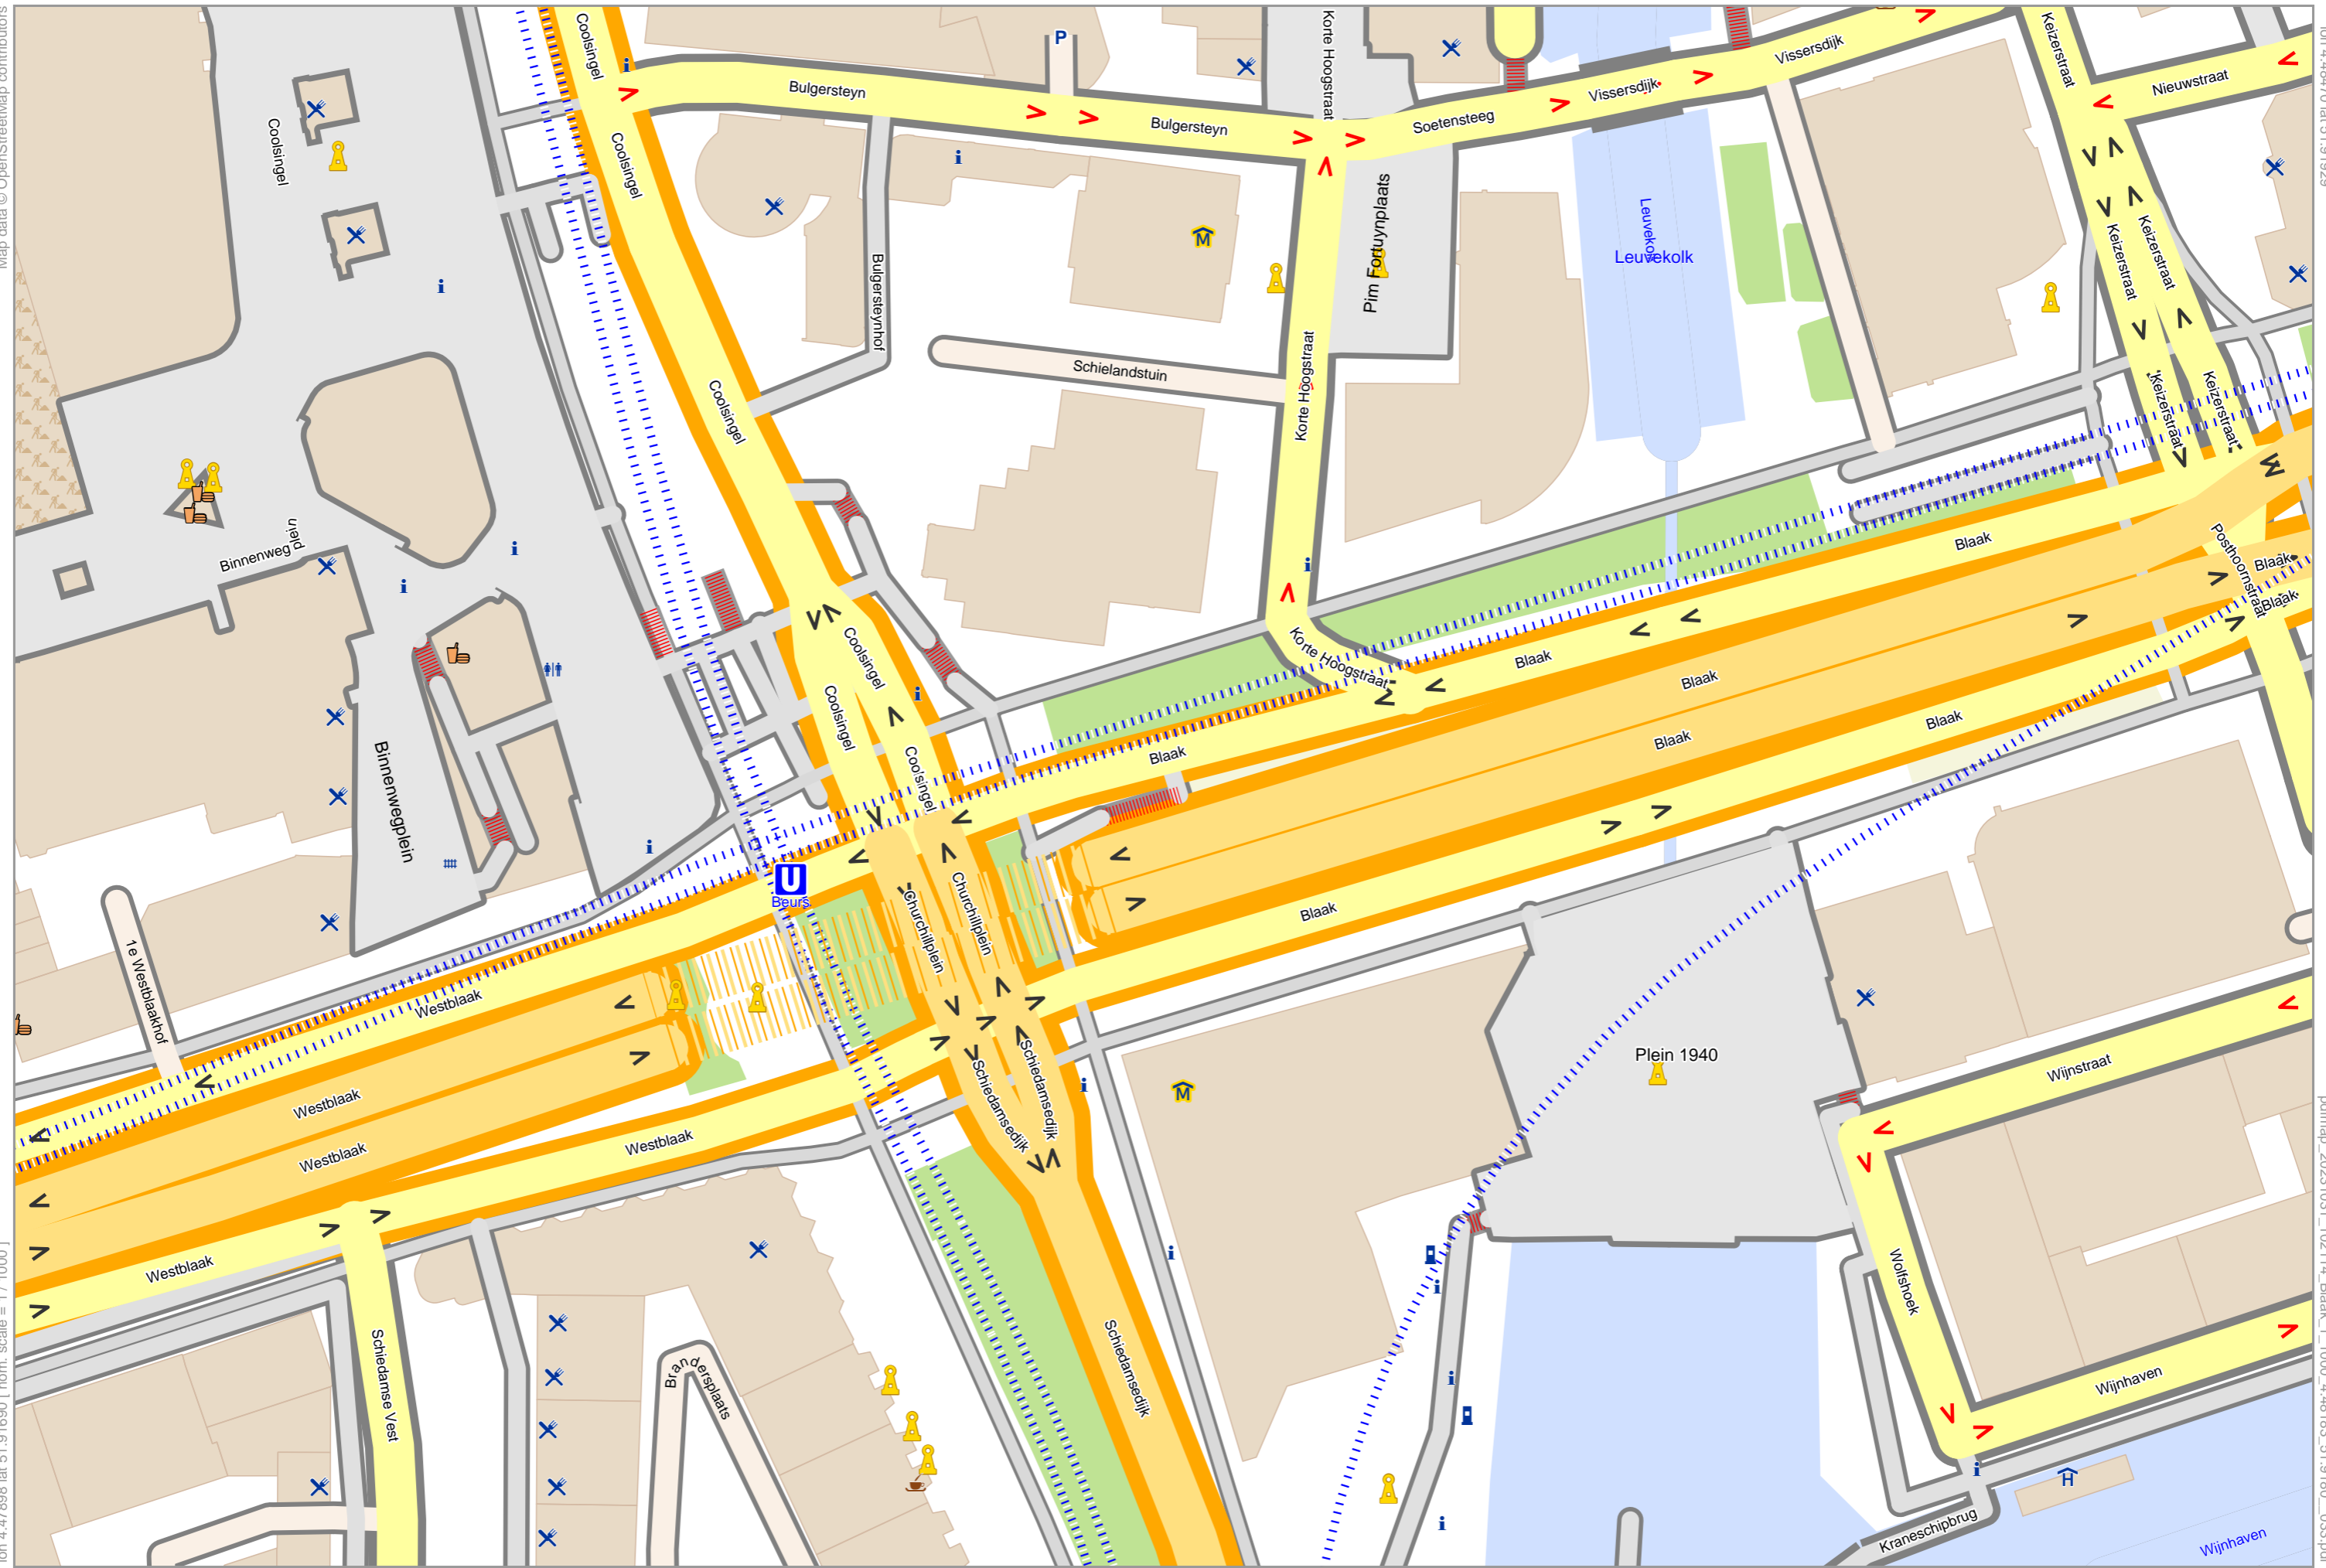 Map data © OpenStreetMap contributors
Coolsingel
Korte Hoogstraat
Keizerstraat
P
Vissersdijk
Bulgersteyn
Vissersdijk
Nieuwstraat
Soetensteeg
Bulgersteyn
Coolsingel
Coolsingel
Pim Fortuynplaats
Leuvekolk
Leuvekolk
Keizerstraat
Keizerstraat
Bulgersteynhof
Schielandstuin
Korte Hoogstraat
Coolsingel
Keizerstraat
Keizerstraat
Binnenweg
plein
Blaak
Posthoornstraat
Blaak
Blaak
Korte Hoogstraat
Blaak
Coolsingel
Coolsingel
Blaak
Blaak
Blaak
Blaak
Coolsingel
Binnenwegplein
U
Beurs
Blaak
Churchillplein
Churchillplein
1e Westblaakhof
Westblaak
Plein 1940
Wijnstraat
Westblaak
Schiedamsedijk
Schiedamsedijk
Westblaak
Westblaak
Westblaak
Wolfshoek
Schiedamse Vest
Brandersplaats
Schiedamsedijk
Wijnhaven
Kraneschipbrug
Wijnhaven